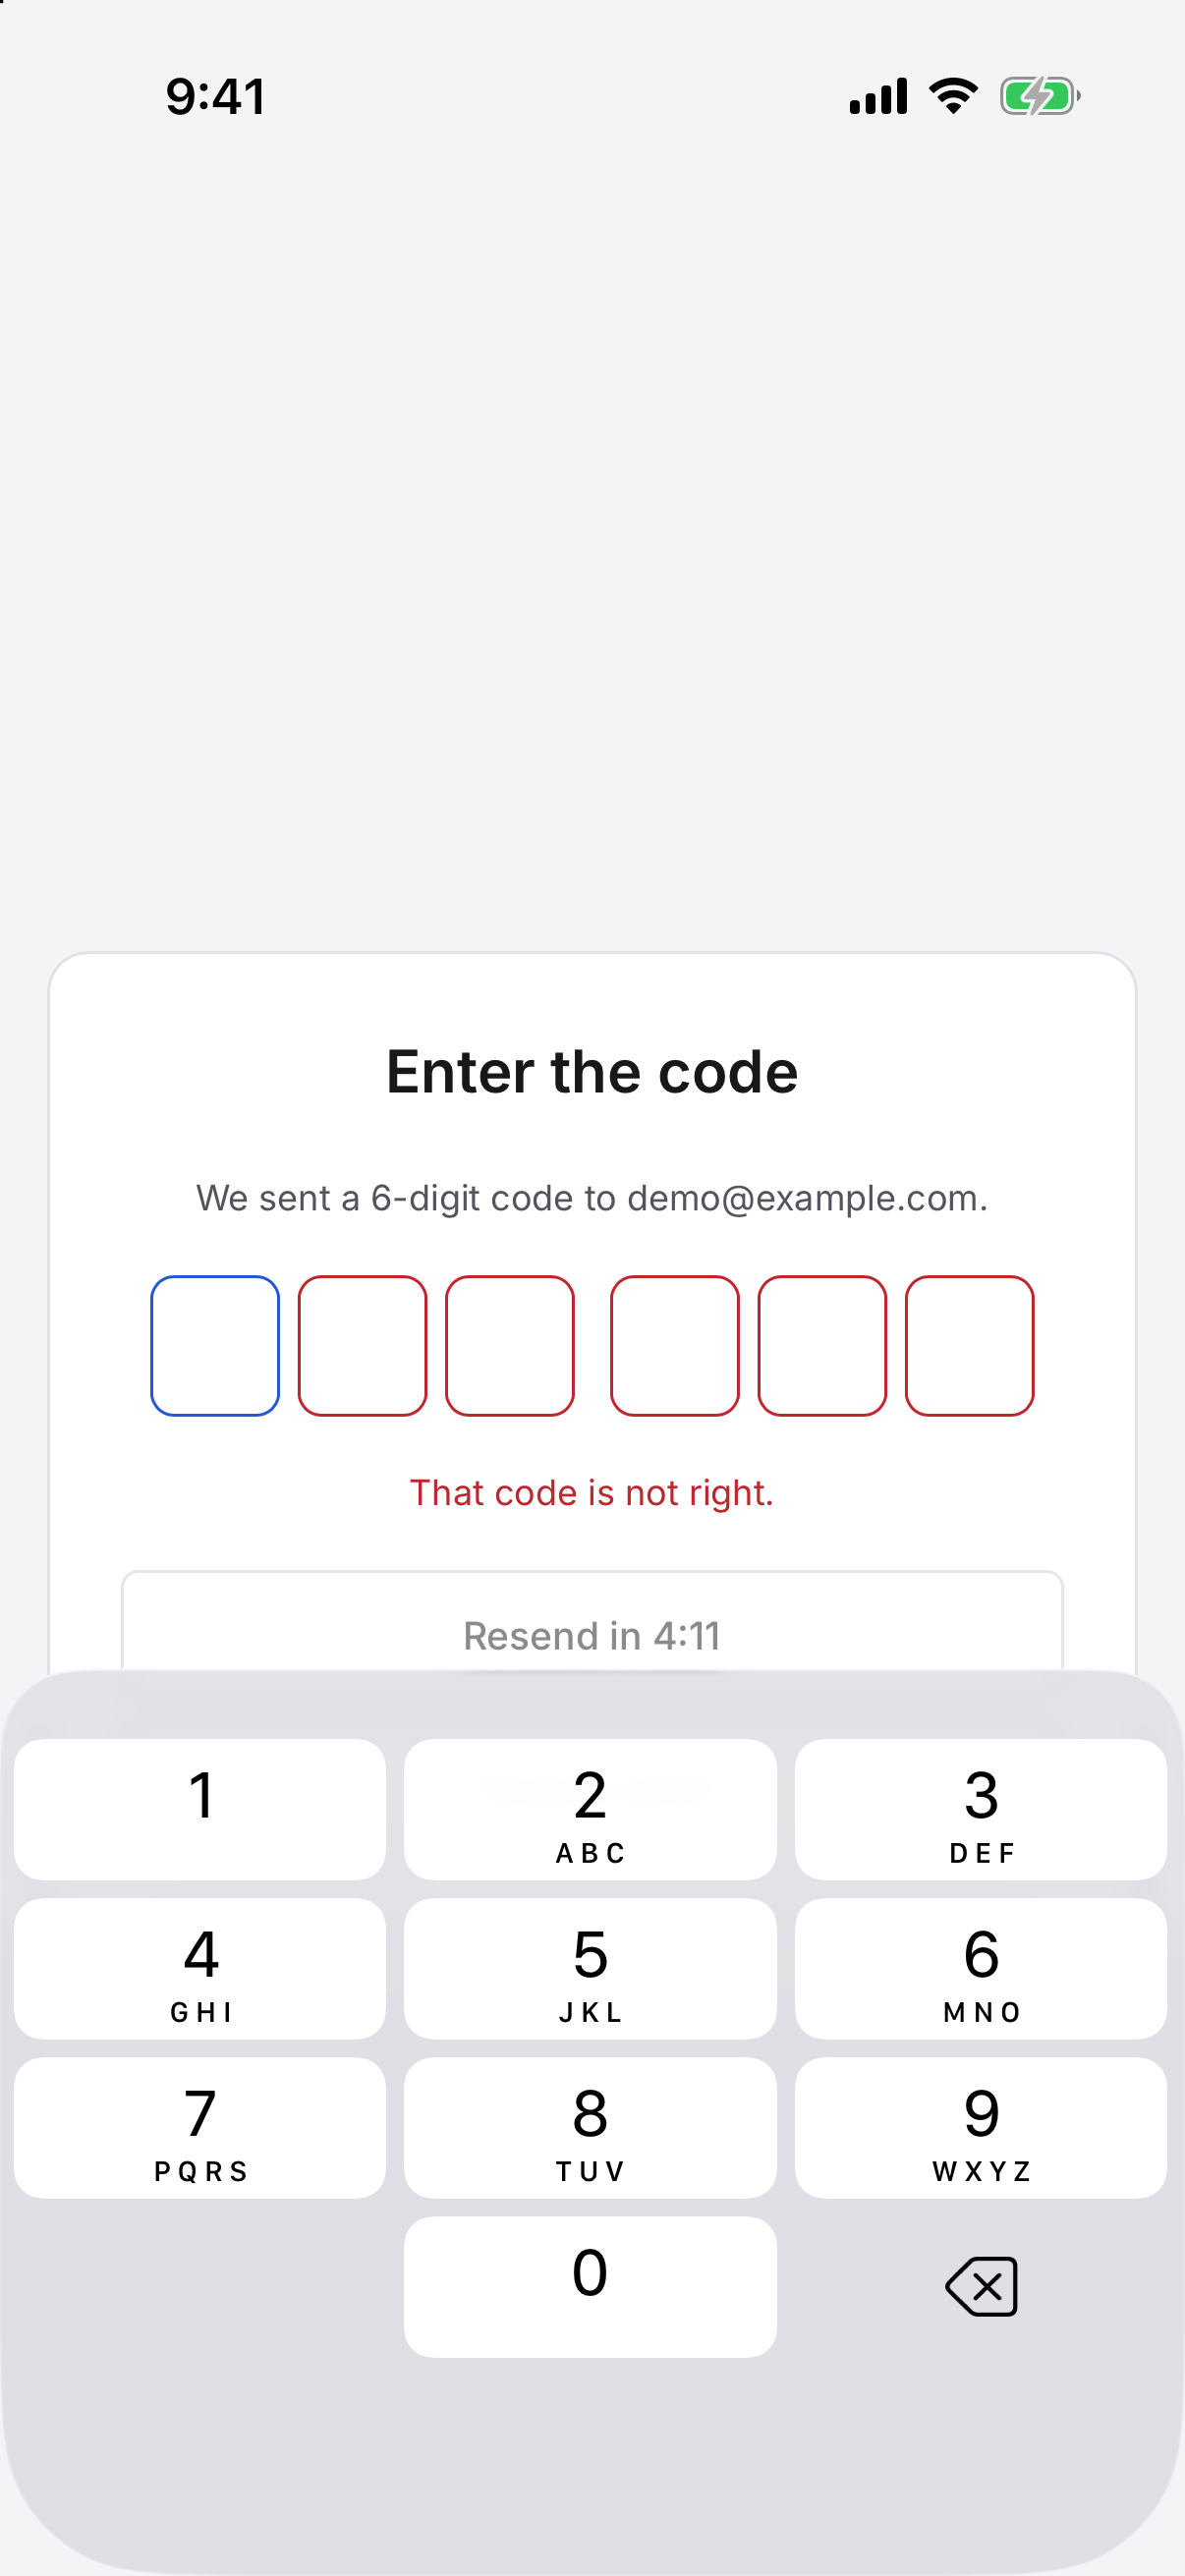 9:41
Enter the code
We sent a 6-digit code to demo@example.com.
That code is not right.
Resend in 4:11
1
2
ABC
3
DEF
4
GHI
5
JKL
6
MNO
7
PQRS
8
TUV
9
WXYZ
0